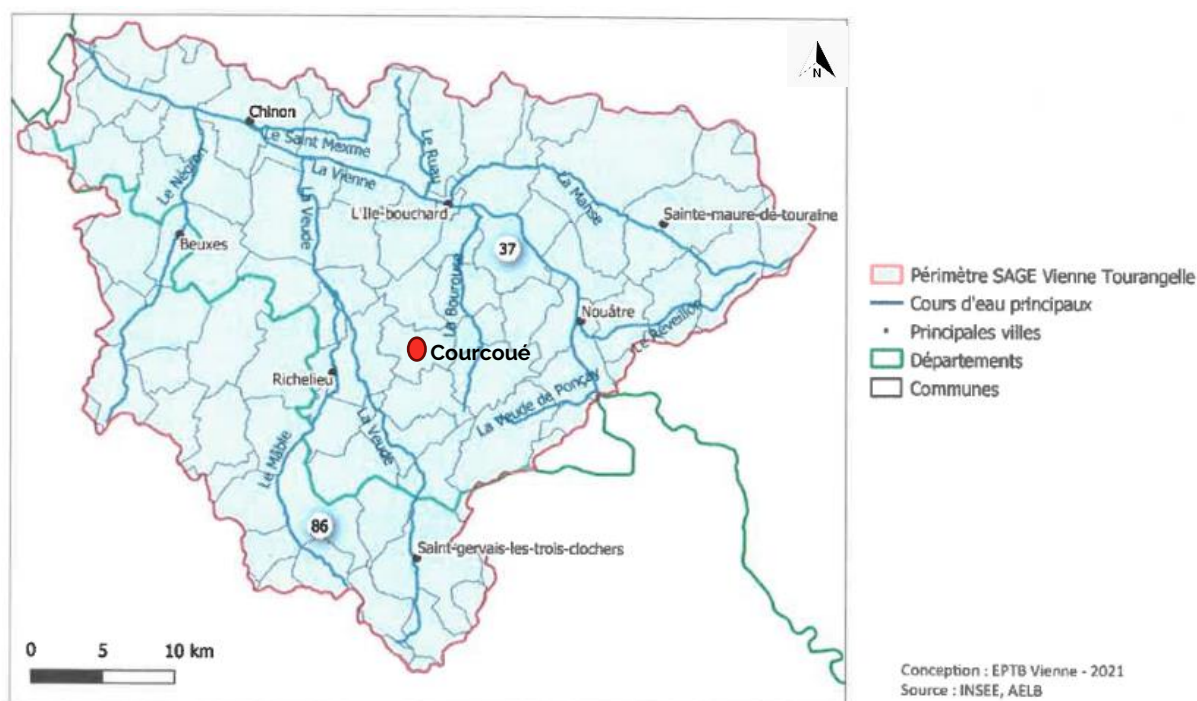 N
Chinon
Le Saint Mexme
Le Ruau
La Vienne
Le Négron
La Veude
La Manse
L'Ile-bouchard
Sainte-maure-de-touraine
37
Beuxes
La Bourouse
Nouâtre
Le Réveillon
Courcoué
Richelieu
La Veude de Ponçay
La Veude
Le Mâble
86
Saint-gervais-les-trois-clochers
0 5 10 km
Périmètre SAGE Vienne Tourangelle
Cours d'eau principaux
Principales villes
Départements
Communes
Conception : EPTB Vienne - 2021
Source : INSEE, AELB